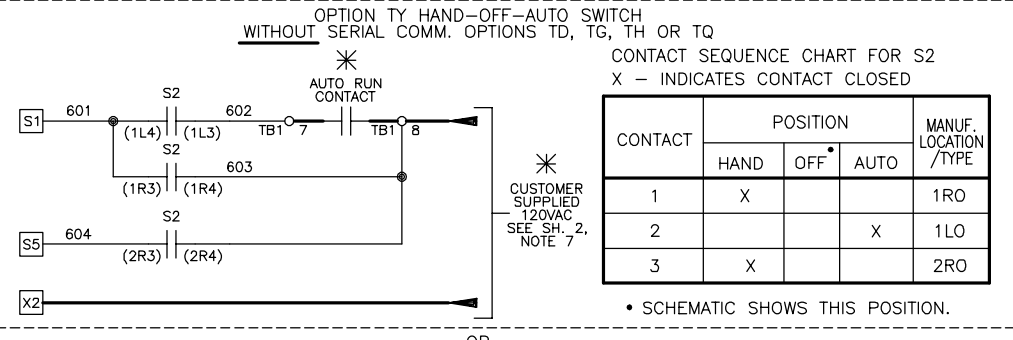 OPTION TY HAND-OFF-AUTO SWITCH
WITHOUT SERIAL COMM. OPTIONS TD, TG, TH OR TQ
AUTO RUN
CONTACT
S1
601
S2
(1L4) (1L3)
602
TB1 7
TB1 8
S2
(1R3) (1R4)
603
S5
604
S2
(2R3) (2R4)
X2
CUSTOMER
SUPPLIED
120VAC
SEE SH. 2,
NOTE 7
CONTACT SEQUENCE CHART FOR S2
X - INDICATES CONTACT CLOSED
CONTACT POSITION MANUF.
LOCATION
/TYPE
HAND OFF• AUTO
1 X 1RO
2 X 1LO
3 X 2RO
• SCHEMATIC SHOWS THIS POSITION.
OR